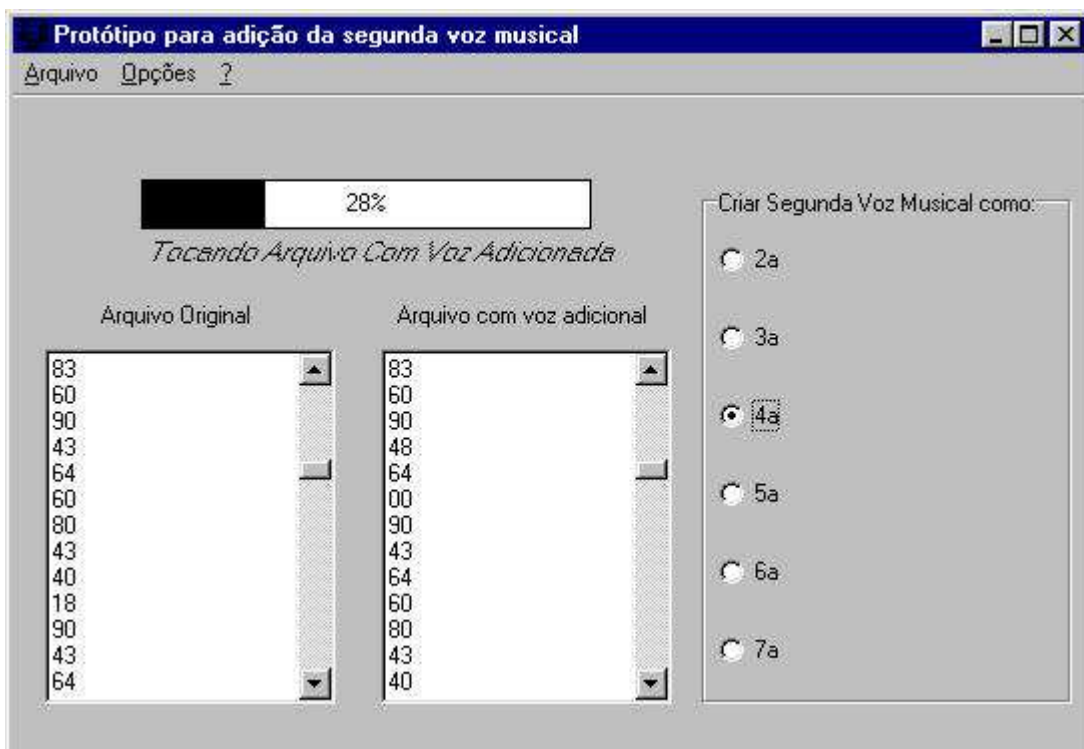 Protótipo para adição da segunda voz musical
Arquivo Opções ?
28%
Tocando Arquivo Com Voz Adicionada
Arquivo Original
83
60
90
43
64
60
80
43
40
18
90
43
64
Arquivo com voz adicional
83
60
90
48
64
00
90
43
64
60
80
43
40
Criar Segunda Voz Musical como:
2a
3a
4a
5a
6a
7a